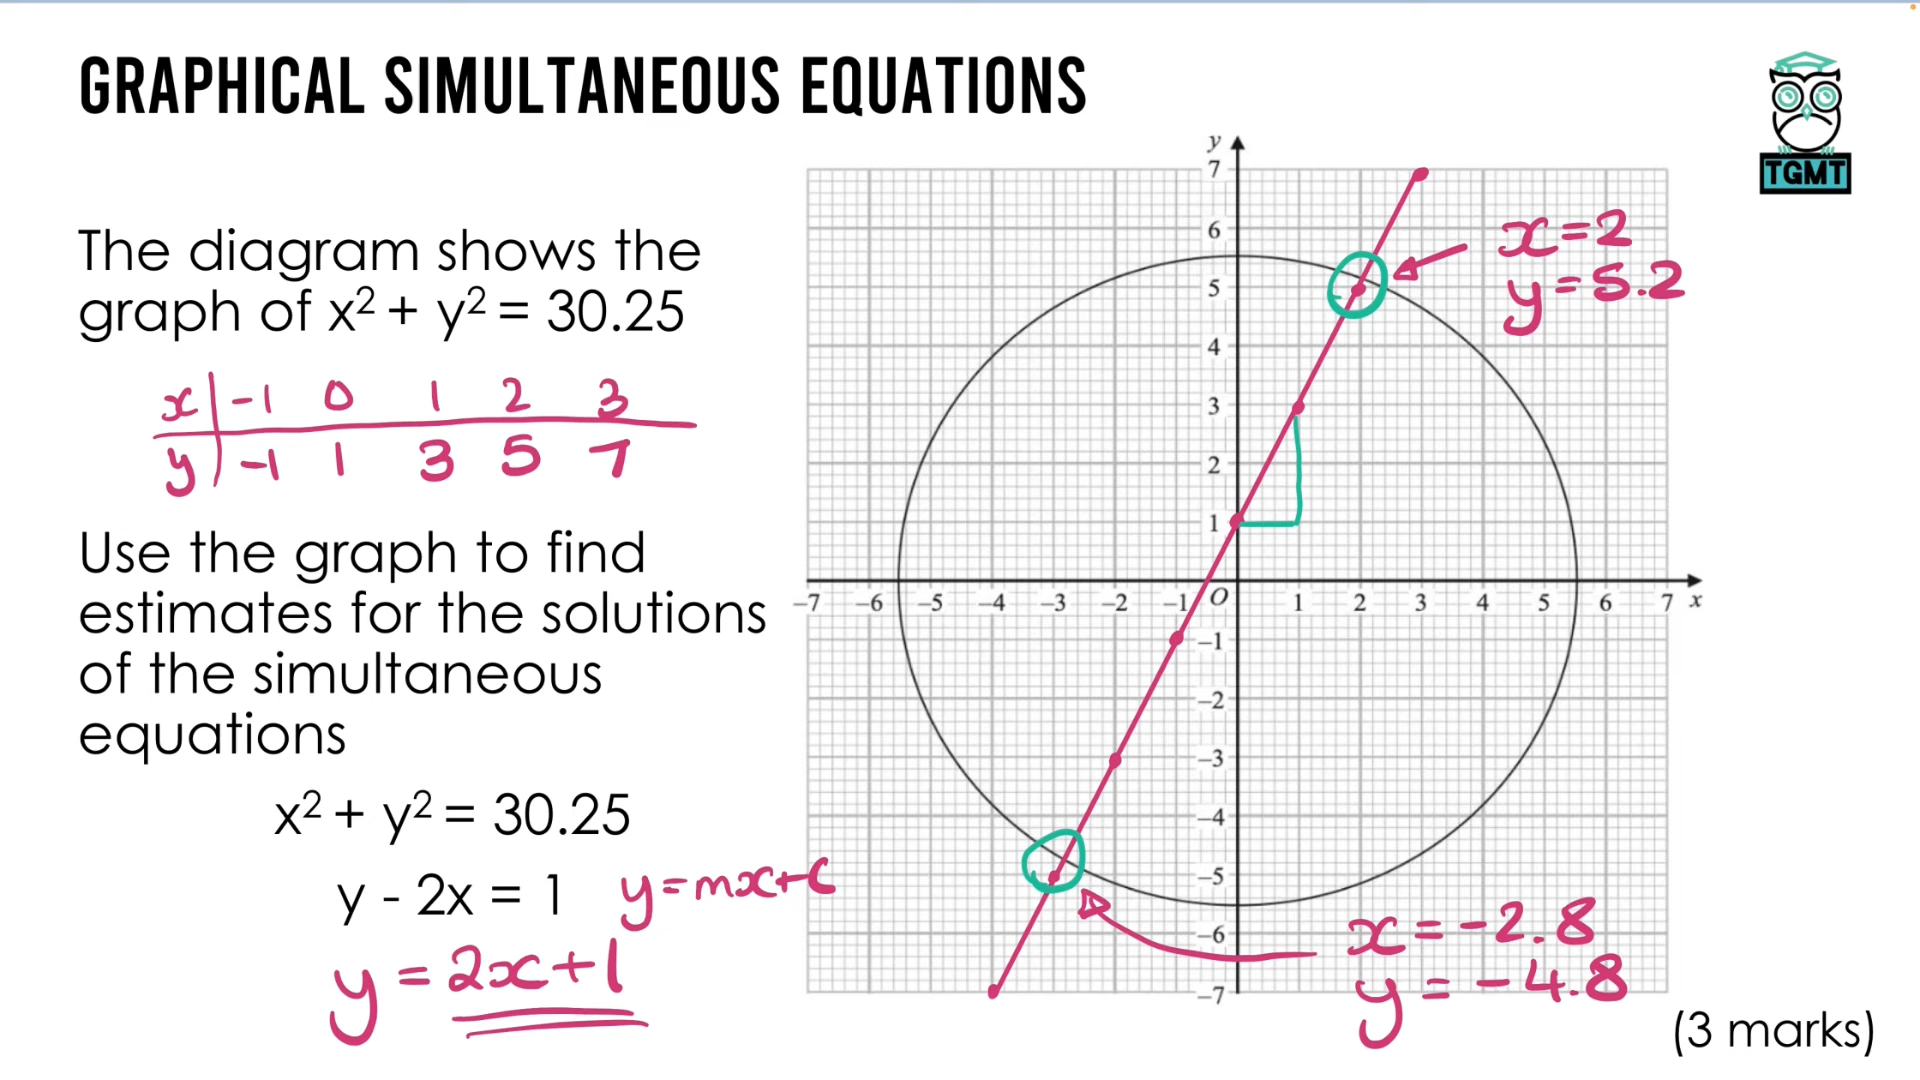 GRAPHICAL SIMULTANEOUS EQUATIONS
TGMT
The diagram shows the
graph of x² + y² = 30.25
x -1 0 1 2 3
y -1 1 3 5 7
Use the graph to find
estimates for the solutions
of the simultaneous
equations
x² + y² = 30.25
y - 2x = 1
y=mx+c
y = 2x+1
y
7
6
5
4
3
2
1
–7 –6 –5 –4 –3 –2 –1 O 1 2 3 4 5 6 7 x
–1
–2
–3
–4
–5
–6
–7
x=2
y=5.2
x=-2.8
y=-4.8
(3 marks)